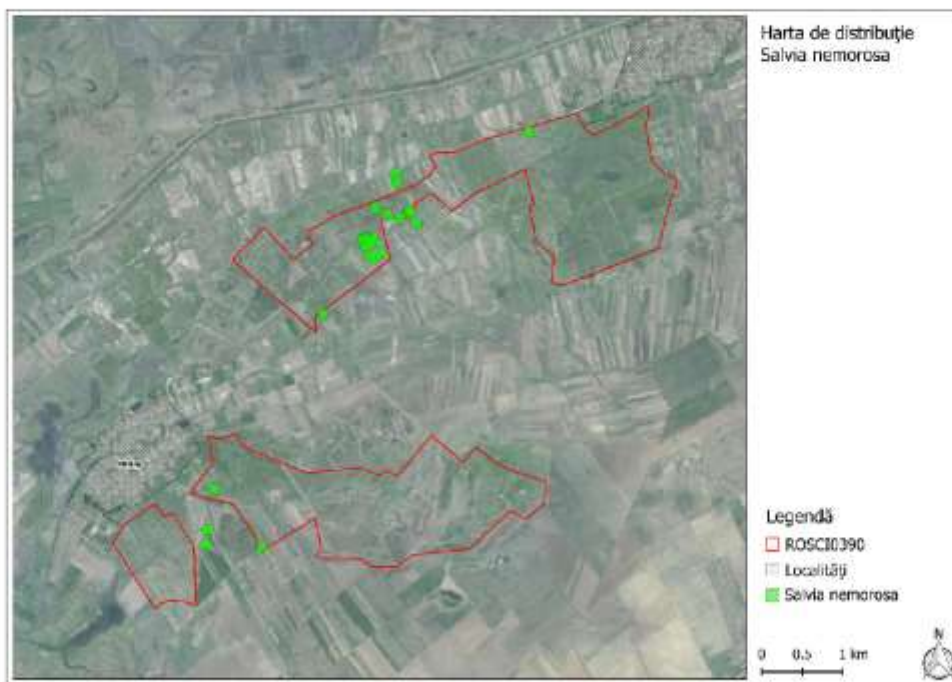 Harta de distribuție
Salvia nemorosa
Legendă
ROSCI0390
Localități
Salvia nemorosa
0 0.5 1 km
N